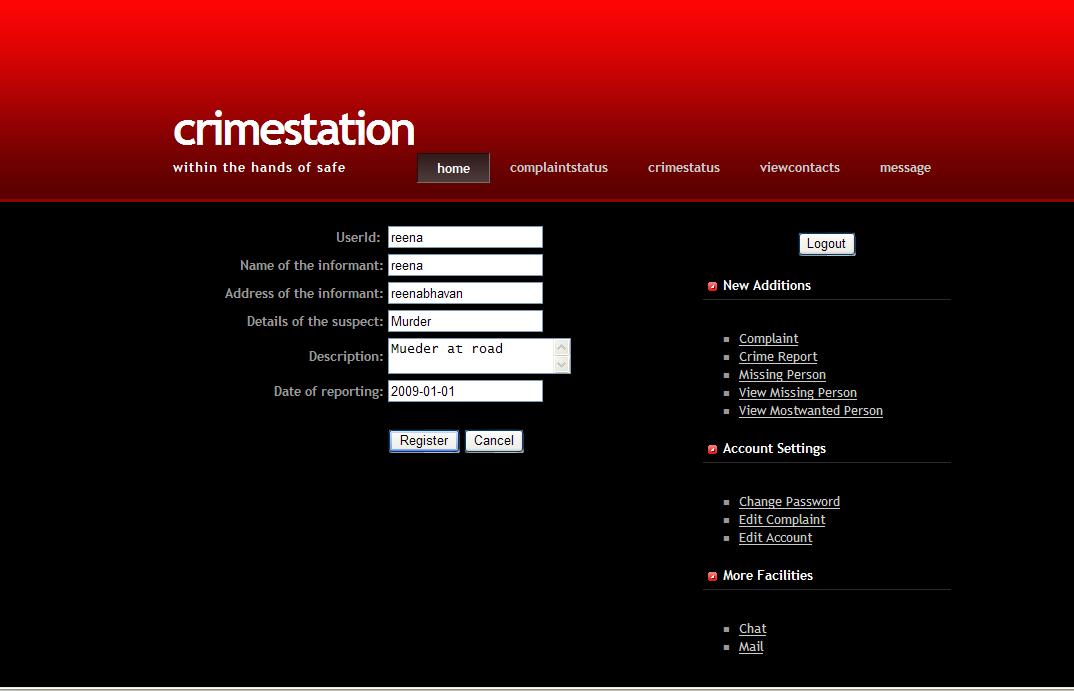 crimestation
within the hands of safe
home complaintstatus crimestatus viewcontacts message
UserId: reena
Name of the informant: reena
Address of the informant: reenabhavan
Details of the suspect: Murder
Description: Mueder at road
Date of reporting: 2009-01-01
Register Cancel
Logout
New Additions
Complaint
Crime Report
Missing Person
View Missing Person
View Mostwanted Person
Account Settings
Change Password
Edit Complaint
Edit Account
More Facilities
Chat
Mail